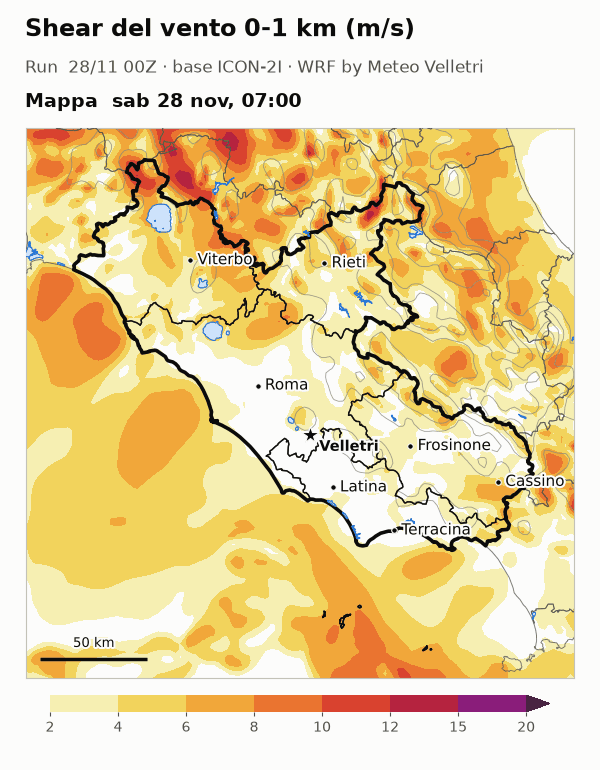 Shear del vento 0-1 km (m/s)
Run  28/11 00Z · base ICON-2I · WRF by Meteo Velletri
Mappa  sab 28 nov, 07:00
Viterbo
Rieti
Roma
Velletri
Frosinone
Latina
Cassino
Terracina
50 km
2 4 6 8 10 12 15 20